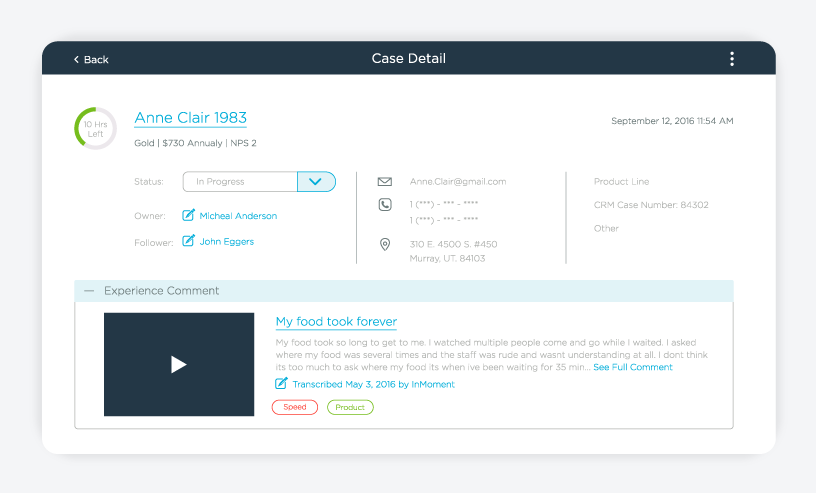 Back
Case Detail
10 Hrs
Left
Anne Clair 1983
September 12, 2016 11:54 AM
Gold | $730 Annualy | NPS 2
Status:
In Progress
Owner:
Micheal Anderson
Follower:
John Eggers
Anne.Clair@gmail.com
1 (***) - *** - ****
1 (***) - *** - ****
310 E. 4500 S. #450
Murray, UT. 84103
Product Line
CRM Case Number: 84302
Other
Experience Comment
My food took forever
My food took so long to get to me. I watched multiple people come and go while I waited. I asked
where my food was several times and the staff was rude and wasnt understanding at all. I dont think
its too much to ask where my food its when ive been waiting for 35 min... See Full Comment
Transcribed May 3, 2016 by InMoment
Speed
Product